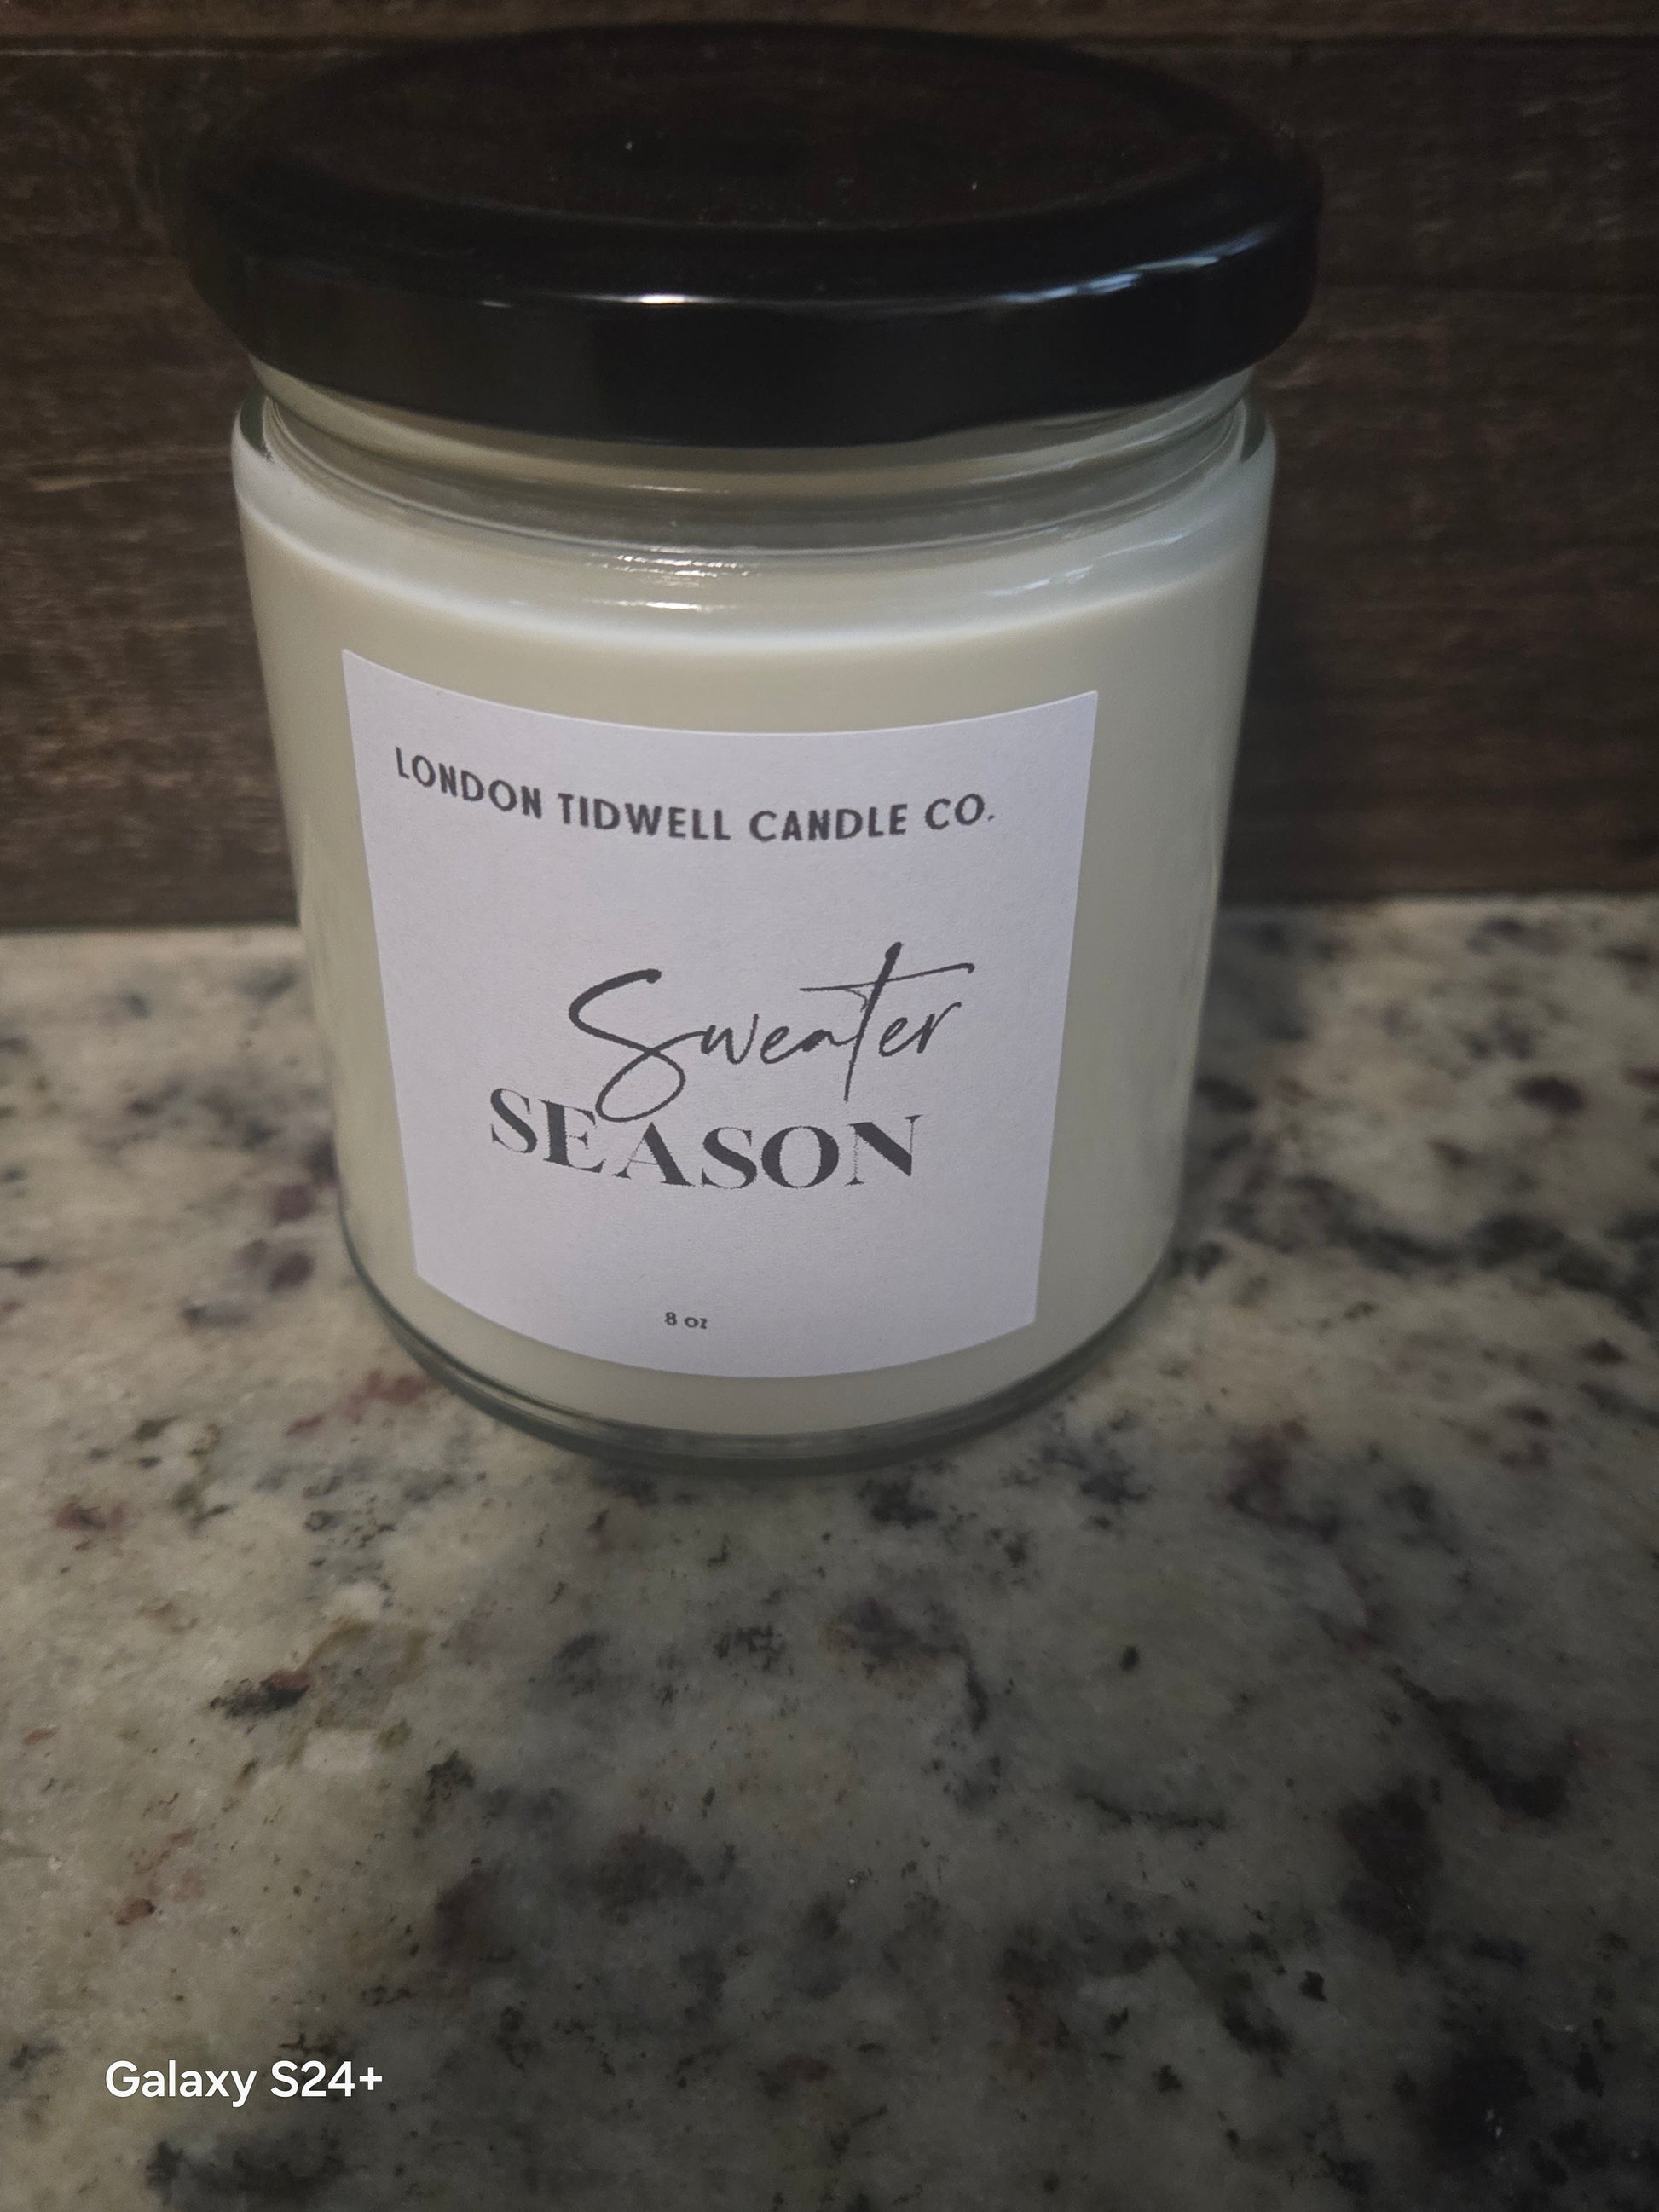 LONDON TIDWELL CANDLE CO.
Sweater
SEASON
8 oz
Galaxy S24+